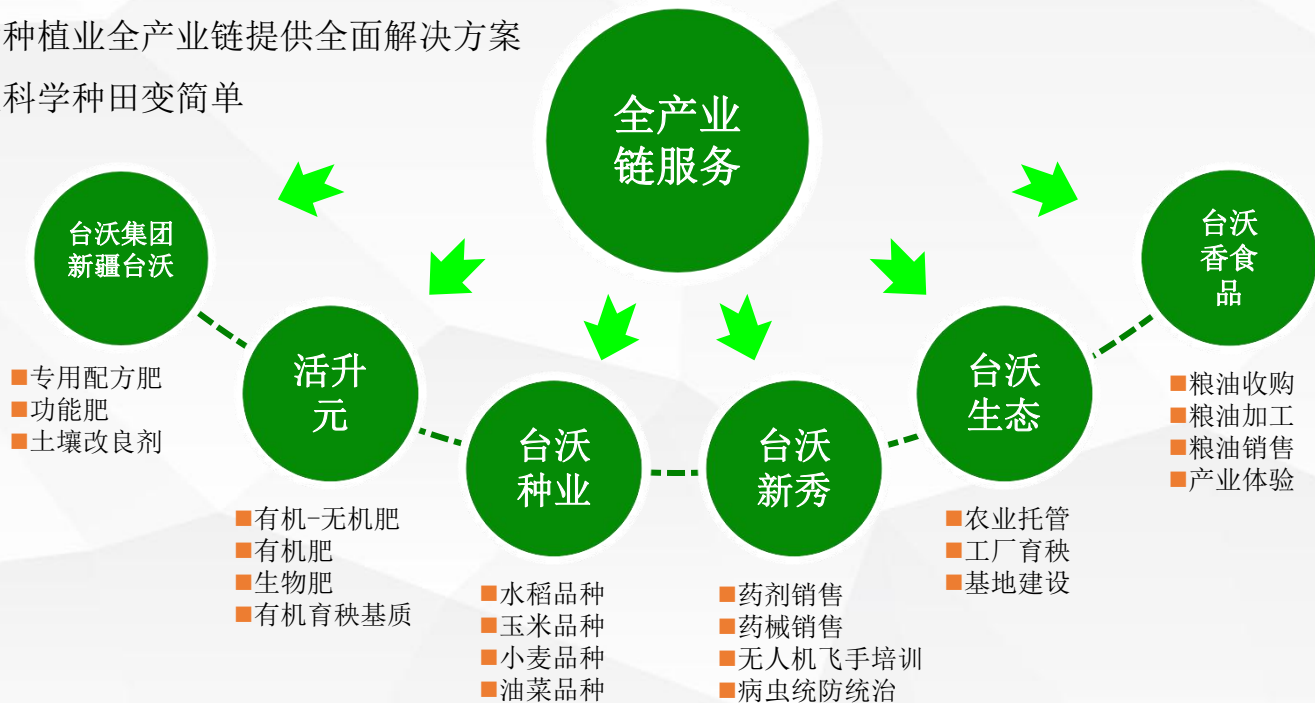 种植业全产业链提供全面解决方案
科学种田变简单
全产业
链服务
台沃集团
新疆台沃
■专用配方肥
■功能肥
■土壤改良剂
活升
元
■有机-无机肥
■有机肥
■生物肥
■有机育秧基质
台沃
种业
■水稻品种
■玉米品种
■小麦品种
■油菜品种
台沃
新秀
■药剂销售
■药械销售
■无人机飞手培训
■病虫统防统治
台沃
生态
■农业托管
■工厂育秧
■基地建设
台沃
香食
品
■粮油收购
■粮油加工
■粮油销售
■产业体验